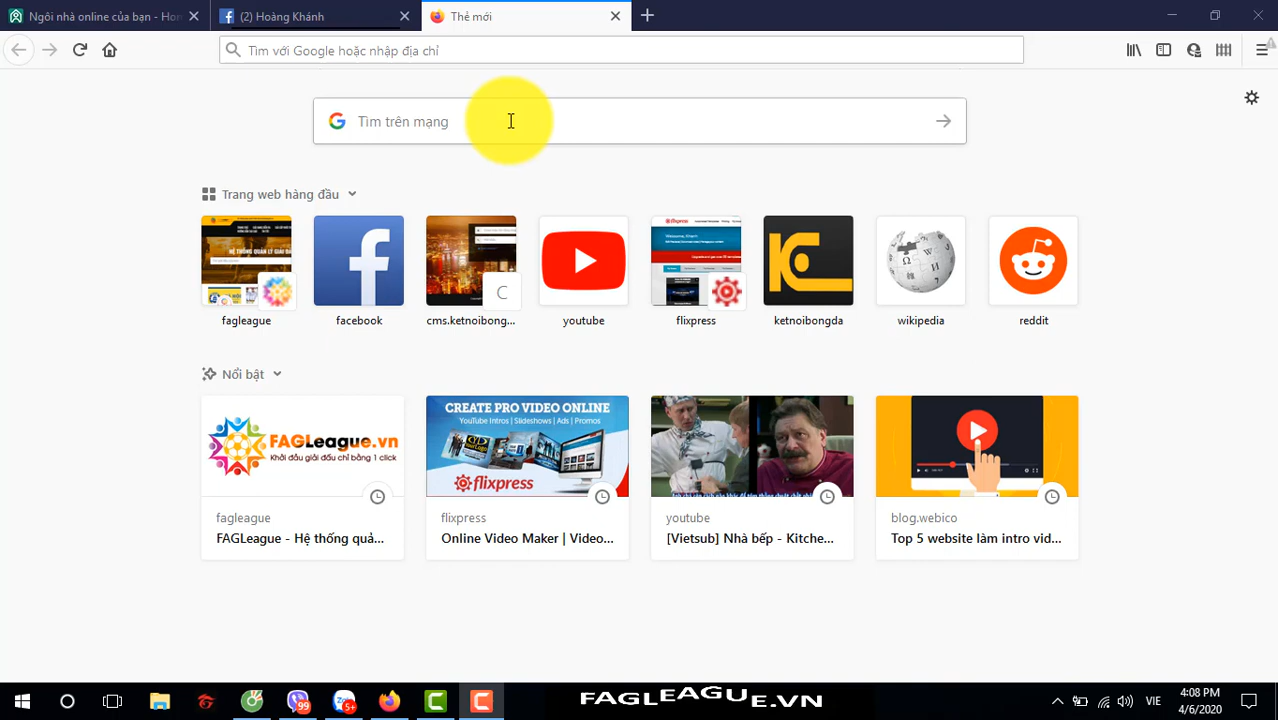 Ngôi nhà online của bạn - Hon
(2) Hoàng Khánh
Thẻ mới
Tìm với Google hoặc nhập địa chỉ
Tìm trên mạng
Trang web hàng đầu
C
fagleague
facebook
cms.ketnoibong...
youtube
flixpress
ketnoibongda
wikipedia
reddit
Nổi bật
FAGLeague.vn
Khởi đầu giải đấu chỉ bằng 1 click
CREATE PRO VIDEO ONLINE
YouTube Intros | Slideshows | Ads | Promos
flixpress
fagleague
FAGLeague - Hệ thống quả...
flixpress
Online Video Maker | Video...
youtube
[Vietsub] Nhà bếp - Kitche...
blog.webico
Top 5 website làm intro vid...
99
Zalo
5+
FAGLEAGUE.VN
VIE
4:08 PM
4/6/2020